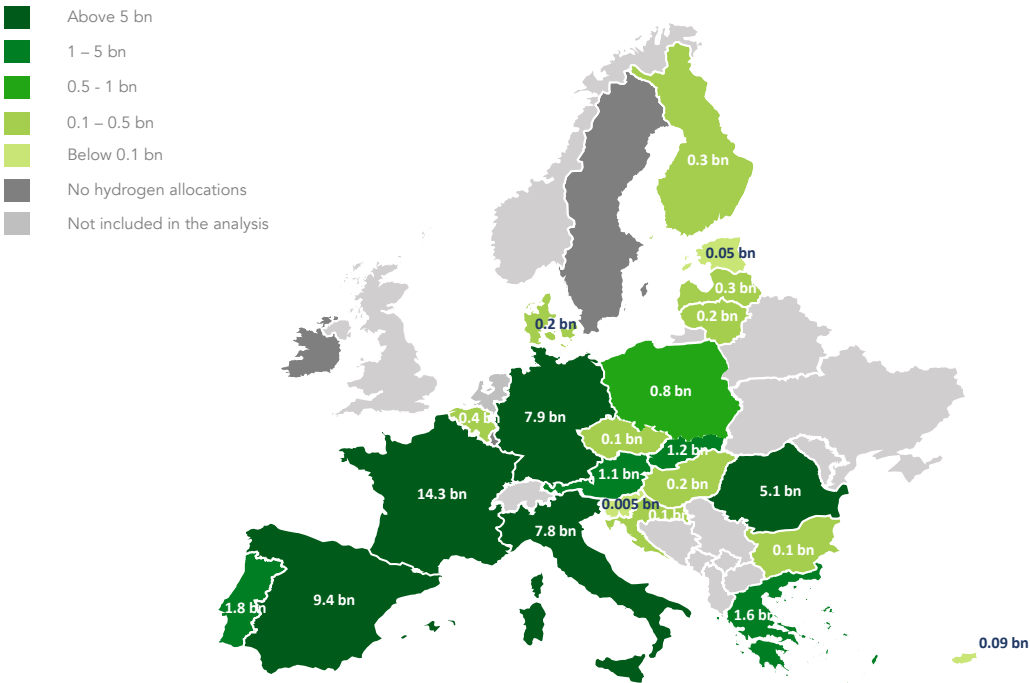 Above 5 bn
1 – 5 bn
0.5 - 1 bn
0.1 – 0.5 bn
Below 0.1 bn
No hydrogen allocations
Not included in the analysis
0.3 bn
0.05 bn
0.3 bn
0.2 bn
0.2 bn
0.8 bn
7.9 bn
0.4 bn
0.1 bn
1.2 bn
1.1 bn
0.2 bn
14.3 bn
5.1 bn
0.005 bn
0.1 bn
7.8 bn
0.1 bn
9.4 bn
1.8 bn
1.6 bn
0.09 bn